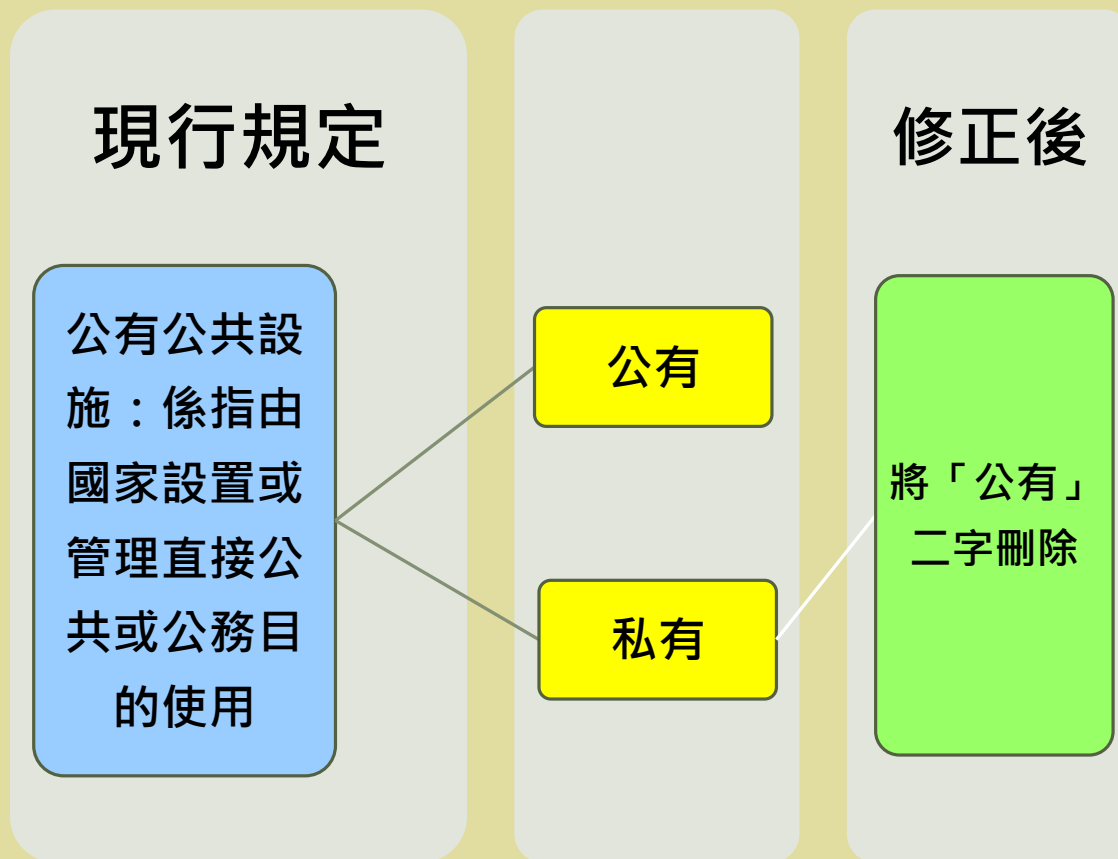 現行規定
公有公共設
施：係指由
國家設置或
管理直接公
共或公務目
的使用
公有
私有
修正後
將「公有」
二字刪除